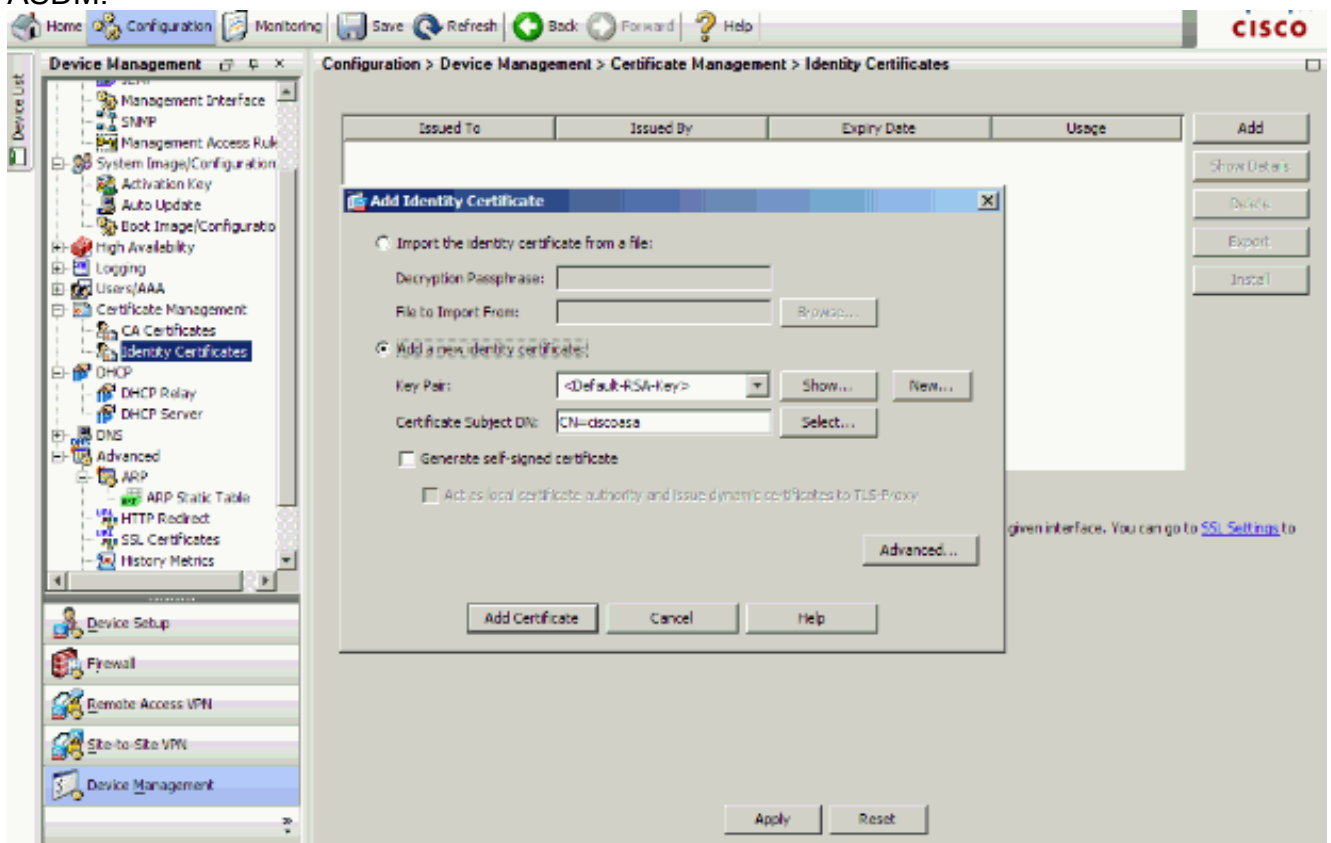 ASDM.
Home Configuration Monitoring Save Refresh Back Forward Help
CISCO
Device List
Device Management
Configuration > Device Management > Certificate Management > Identity Certificates
Management Interface
SNMP
Management Access Rule
System Image/Configuration
Activation Key
Auto Update
Boot Image/Configuratio
High Availability
Logging
Users/AAA
Certificate Management
CA Certificates
Identity Certificates
DHCP
DHCP Relay
DHCP Server
DNS
Advanced
ARP
ARP Static Table
HTTP Redirect
SSL Certificates
History Metrics
Device Setup
Firewall
Remote Access VPN
Site-to-Site VPN
Device Management
Issued To Issued By Expiry Date Usage
Add
Show Details
Delete
Export
Install
Add Identity Certificate
Import the identity certificate from a file:
Decryption Passphrase:
File to Import From: Browse...
Add a new identity certificate:
Key Pair: <Default-RSA-Key> Show... New...
Certificate Subject DN: CN=ciscoasa Select...
Generate self-signed certificate
Act as local certificate authority and issue dynamic certificates to TLS-Proxy
Advanced...
Add Certificate Cancel Help
given interface. You can go to SSL Settings to
Apply Reset